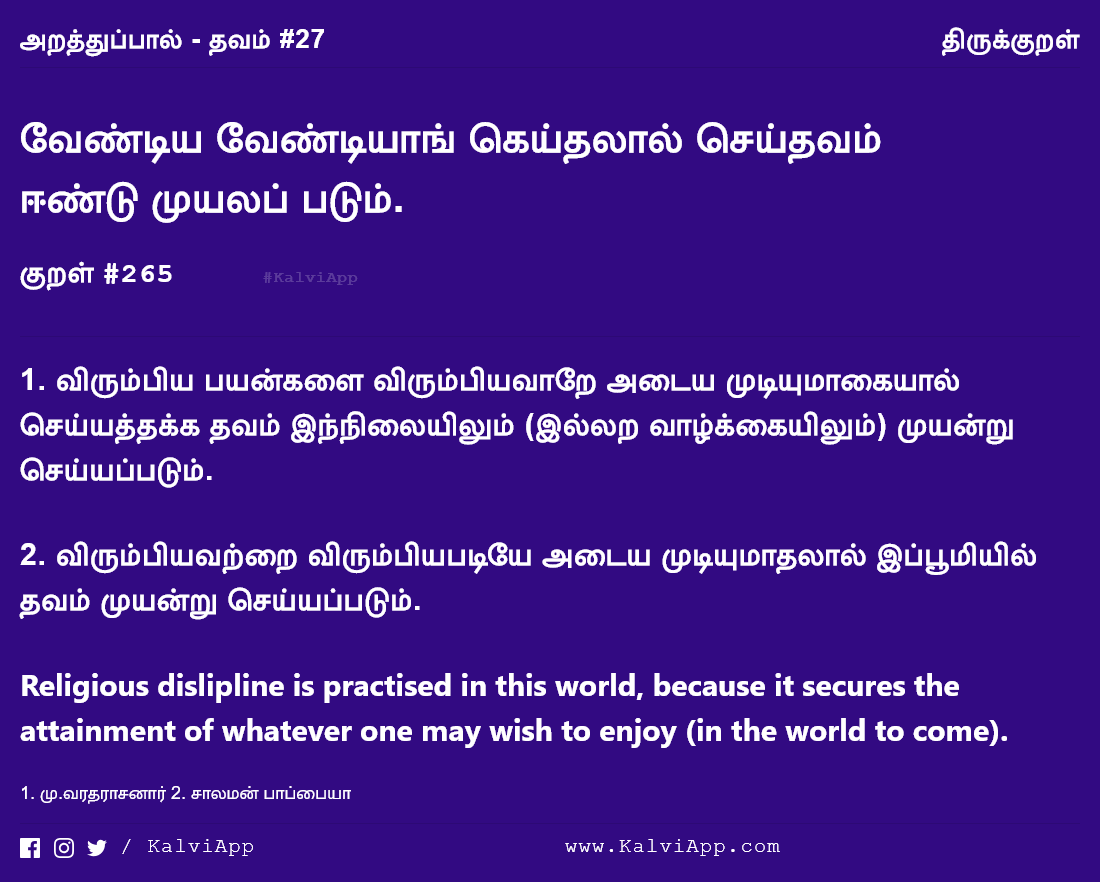 அறத்துப்பால் - தவம் #27
திருக்குறள்
வேண்டிய வேண்டியாங் கெய்தலால் செய்தவம்
ஈண்டு முயலப் படும்.
குறள் #265
#KalviApp
1. விரும்பிய பயன்களை விரும்பியவாறே அடைய முடியுமாகையால்
செய்யத்தக்க தவம் இந்நிலையிலும் (இல்லற வாழ்க்கையிலும்) முயன்று
செய்யப்படும்.
2. விரும்பியவற்றை விரும்பியபடியே அடைய முடியுமாதலால் இப்பூமியில்
தவம் முயன்று செய்யப்படும்.
Religious dislipline is practised in this world, because it secures the
attainment of whatever one may wish to enjoy (in the world to come).
1. மு.வரதராசனார் 2. சாலமன் பாப்பையா
/ KalviApp
www.KalviApp.com